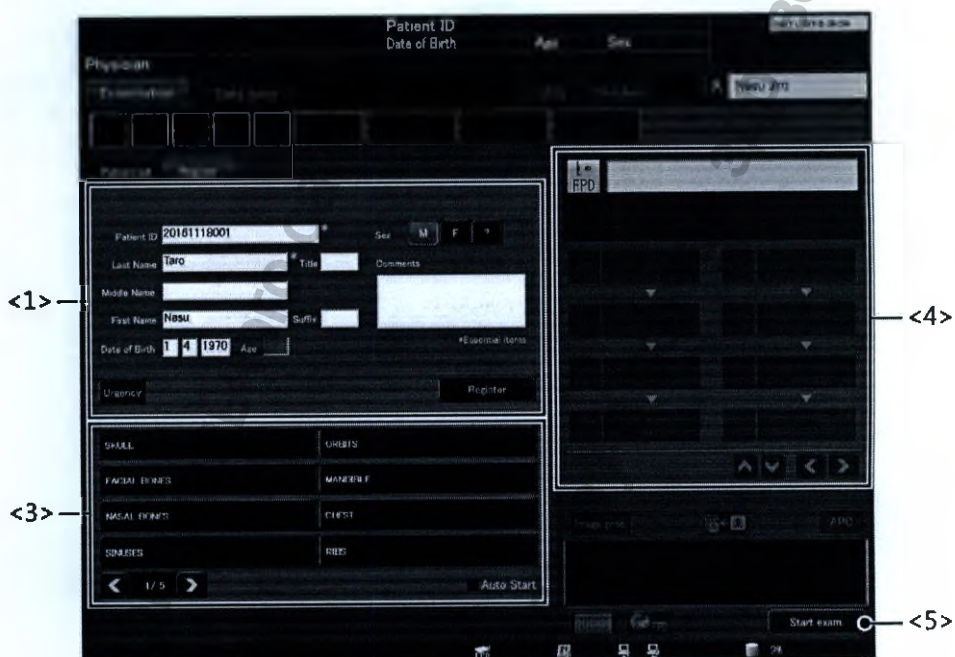 Patient ID
Date of Birth Age Sex
Physician
Examination
FPD
Patient ID 20161118001 * Sex M F ?
Last Name Taro * Title Comments
<1>
Middle Name
<4>
First Name Nasu Suffix
*Essential items
Date of Birth 1 4 1970 Age
Urgency Register
SKULL ORBITS
FACIAL BONES MANDIBLE
<3>
NASAL BONES CHEST
SINUSES RIBS
1/5 Auto Start
Start exam.
<5>